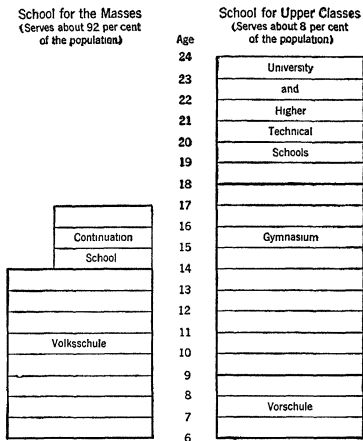 School for the Masses
(Serves about 92 per cent
of the population)
Age
School for Upper Classes
(Serves about 8 per cent
of the population)
24
University
23
and
22
Higher
21
Technical
20
Schools
19
18
17
16
Continuation
Gymnasium
15
School
14
13
12
11
Volksschule
10
9
8
Vorschule
7
6